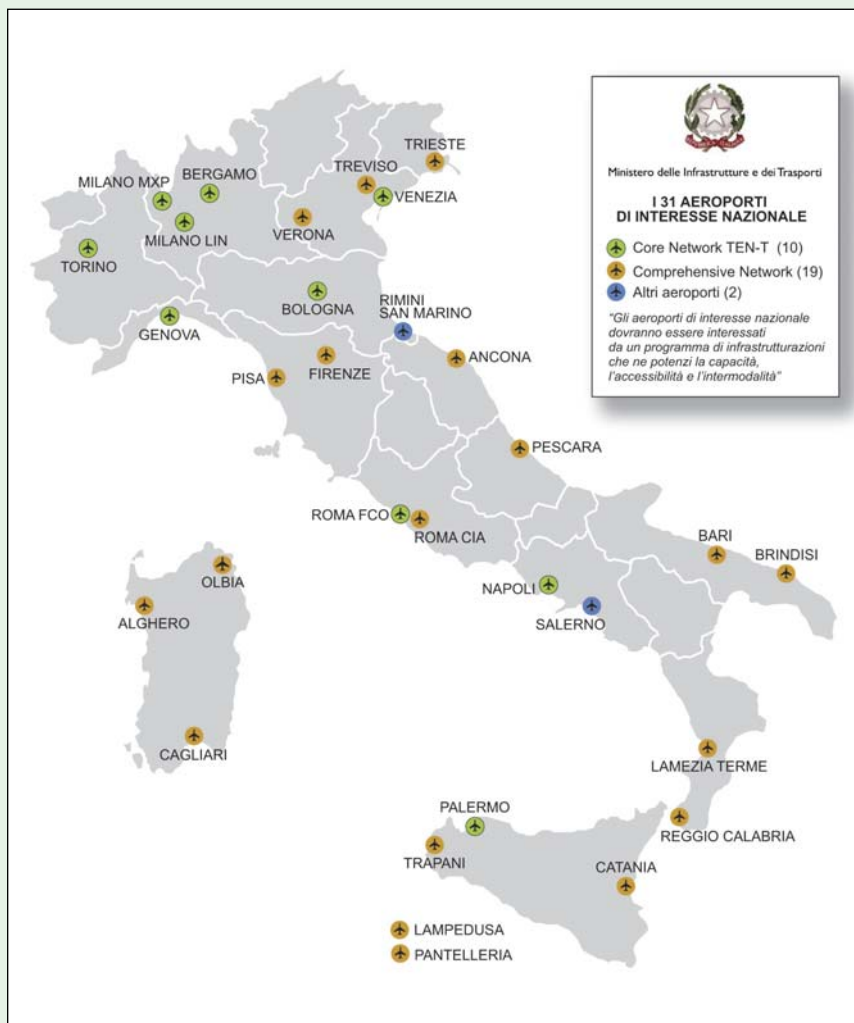 TRIESTE
TREVISO
BERGAMO
MILANO MXP
VENEZIA
MILANO LIN
VERONA
TORINO
BOLOGNA
RIMINI
SAN MARINO
GENOVA
ANCONA
FIRENZE
PISA
PESCARA
ROMA FCO
ROMA CIA
BARI
BRINDISI
OLBIA
NAPOLI
ALGHERO
SALERNO
CAGLIARI
LAMEZIA TERME
PALERMO
REGGIO CALABRIA
TRAPANI
CATANIA
LAMPEDUSA
PANTELLERIA
Ministero delle Infrastrutture e dei Trasporti
I 31 AEROPORTI
DI INTERESSE NAZIONALE
Core Network TEN-T (10)
Comprehensive Network (19)
Altri aeroporti (2)
"Gli aeroporti di interesse nazionale
dovranno essere interessati
da un programma di infrastrutturazioni
che ne potenzi la capacità,
l'accessibilità e l'intermodalità"